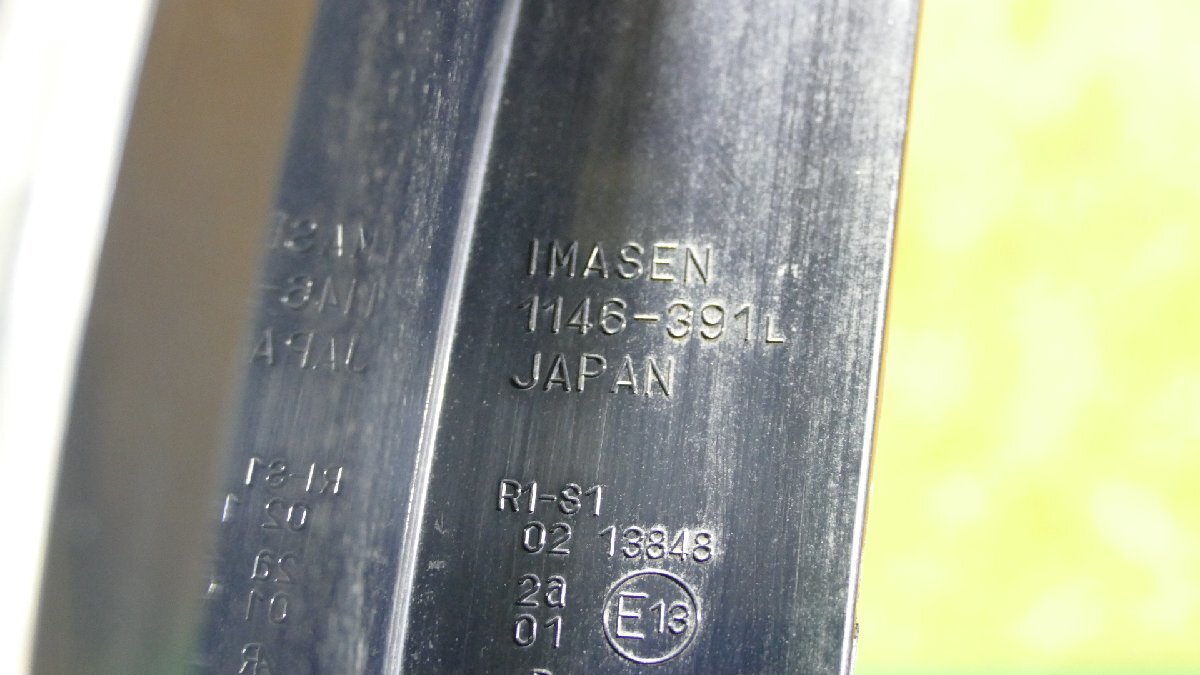 IMASEN
1146-391L
JAPAN
R1-S1
02 13848
2a
01 E13